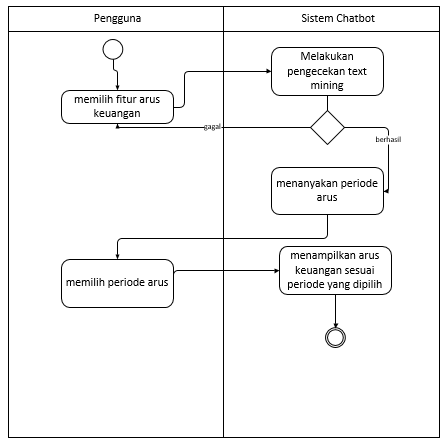 Pengguna
Sistem Chatbot
Melakukan
pengecekan text
mining
memilih fitur arus
keuangan
gagal
berhasil
menanyakan periode
arus
memilih periode arus
menampilkan arus
keuangan sesuai
periode yang dipilih